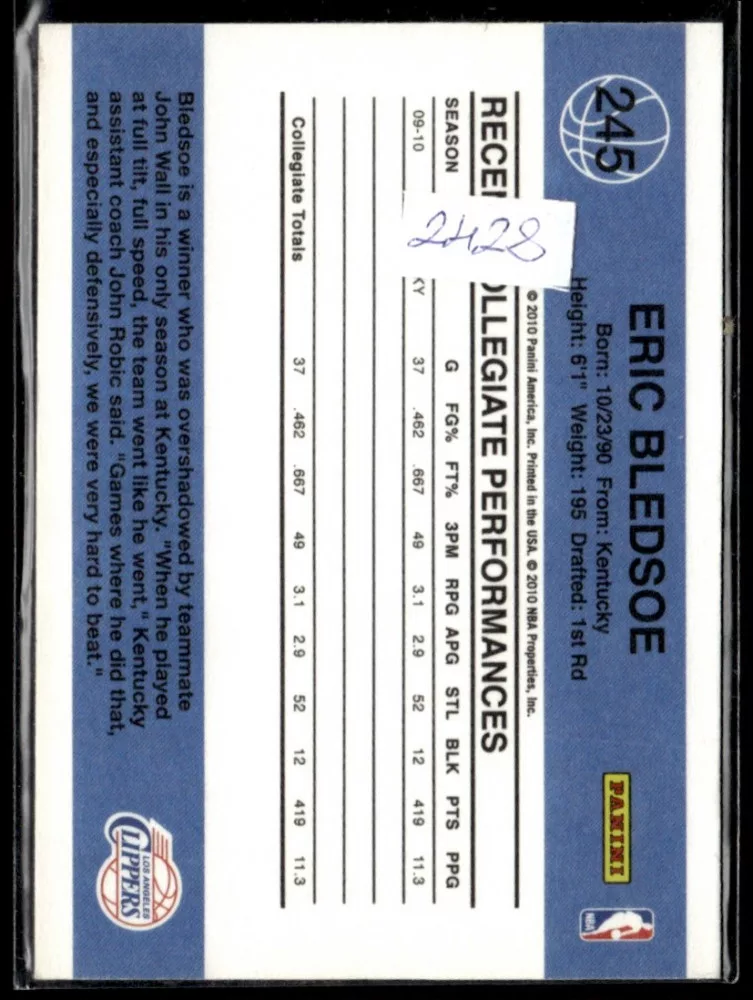 245
ERIC BLEDSOE
Born: 10/23/90 From: Kentucky
Height: 6'1" Weight: 195 Drafted: 1st Rd
PANINI
NBA
© 2010 Panini America, Inc. Printed in the USA. © 2010 NBA Properties, Inc.
2428
RECEN OLLEGIATE PERFORMANCES
SEASON G FG% FT% 3PM RPG APG STL BLK PTS PPG
09-10 KY 37 .462 .667 49 3.1 2.9 52 12 419 11.3
Collegiate Totals 37 .462 .667 49 3.1 2.9 52 12 419 11.3
Bledsoe is a winner who was overshadowed by teammate
John Wall in his only season at Kentucky. "When he played
at full tilt, full speed, the team went like he went," Kentucky
assistant coach John Robic said. "Games where he did that,
and especially defensively, we were very hard to beat."
LOS ANGELES
CLIPPERS